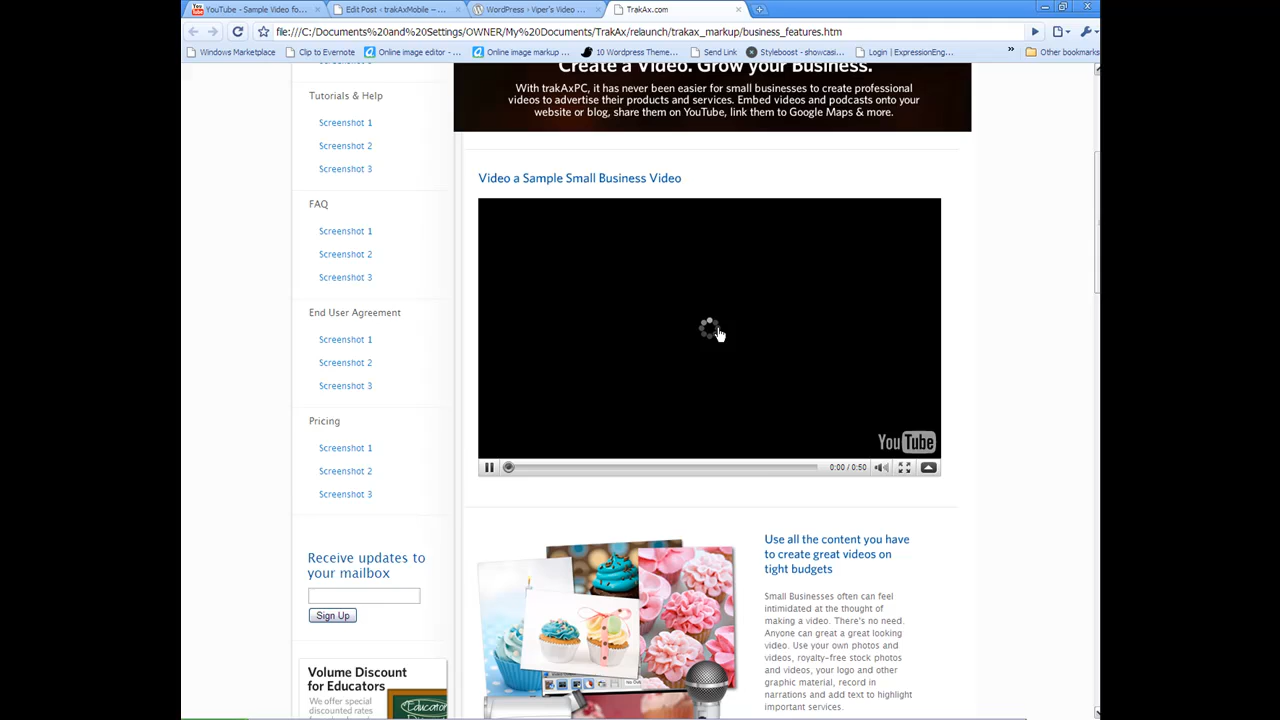 YouTube - Sample Video fo...
Edit Post ‹ trakAxMobile – ...
WordPress › Viper's Video ...
TrakAx.com
file:///C:/Documents%20and%20Settings/OWNER/My%20Documents/TrakAx/relaunch/trakax_markup/business_features.htm
Windows Marketplace
Clip to Evernote
Online image editor - ...
Online image markup ...
10 Wordpress Theme...
Send Link
Styleboost - showcasi...
Login | ExpressionEng...
»
Other bookmarks
Tutorials & Help
Screenshot 1
Screenshot 2
Screenshot 3
FAQ
Screenshot 1
Screenshot 2
Screenshot 3
End User Agreement
Screenshot 1
Screenshot 2
Screenshot 3
Pricing
Screenshot 1
Screenshot 2
Screenshot 3
Receive updates to
your mailbox
Sign Up
Volume Discount
for Educators
We offer special
discounted rates
Create a Video. Grow your Business.
With trakAxPC, it has never been easier for small businesses to create professional
videos to advertise their products and services. Embed videos and podcasts onto your
website or blog, share them on YouTube, link them to Google Maps & more.
Video a Sample Small Business Video
YouTube
0:00 / 0:50
Use all the content you have
to create great videos on
tight budgets
Small Businesses often can feel
intimidated at the thought of
making a video. There's no need.
Anyone can great a great looking
video. Use your own photos and
videos, royalty-free stock photos
and videos, your logo and other
graphic material, record in
narrations and add text to highlight
important services.